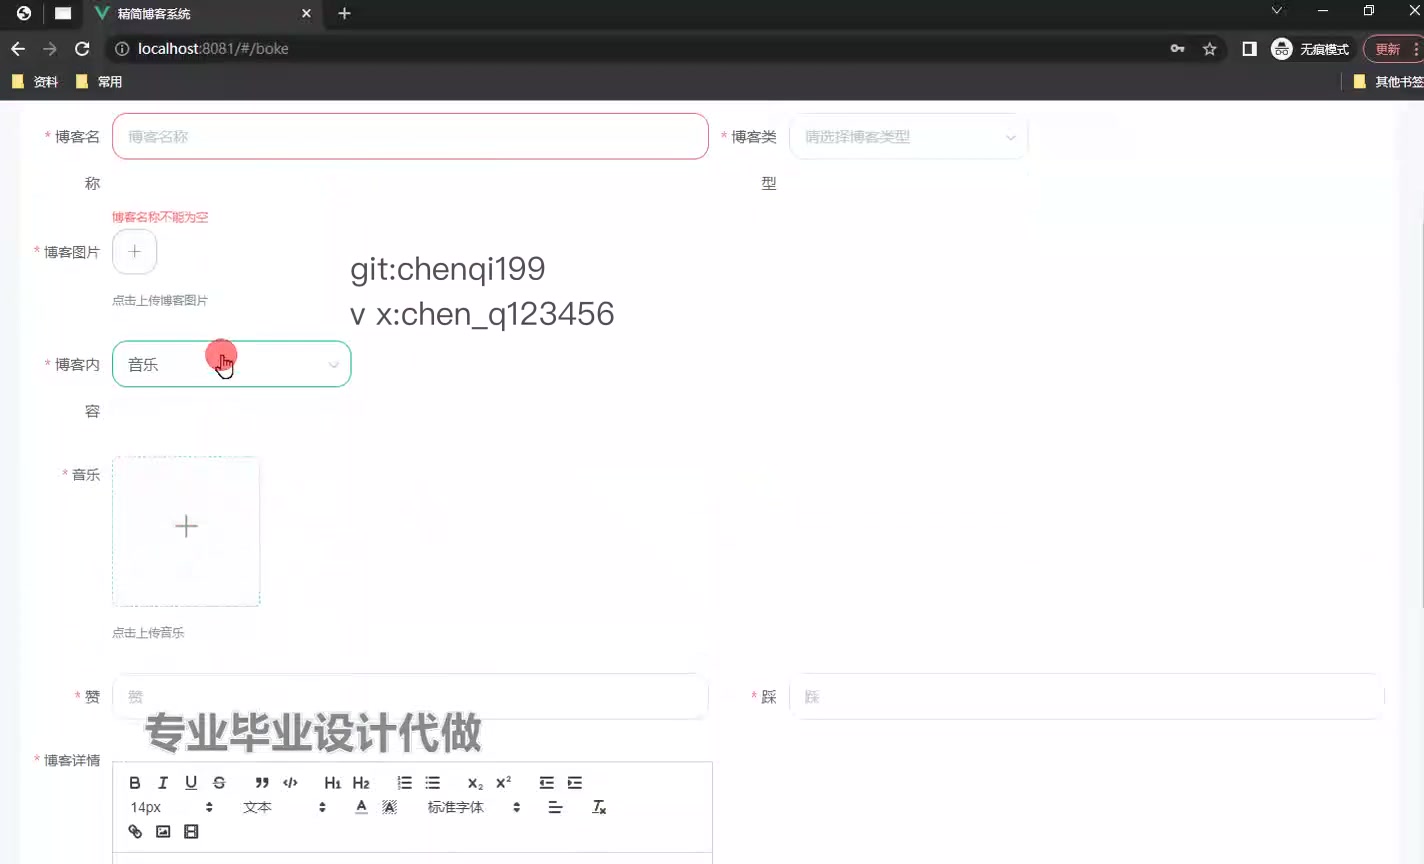 精简博客系统
localhost:8081/#/boke
无痕模式
更新
资料
常用
其他书签
* 博客名称
博客名称
* 博客类型
请选择博客类型
博客名称不能为空
* 博客图片
点击上传博客图片
git:chenqi199
v x:chen_q123456
* 博客内容
音乐
* 音乐
点击上传音乐
* 赞
赞
* 踩
踩
专业毕业设计代做
* 博客详情
B I U S H1 H2 X2 X2
14px
文本
A A
标准字体
Tx